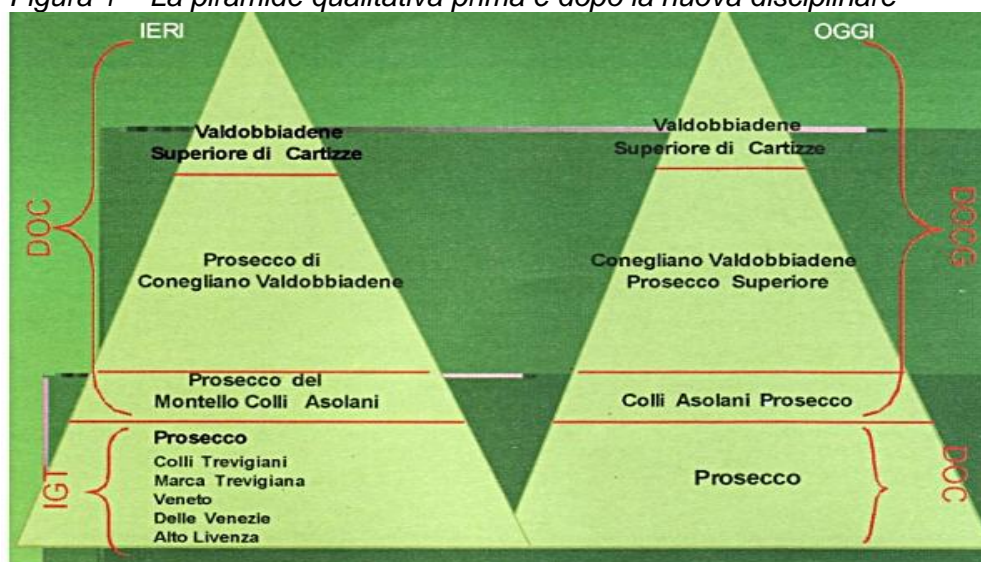 Figura 1 – La piramide qualitativa prima e dopo la nuova disciplinare
IERI
DOC
Valdobbiadene
Superiore di Cartizze
Prosecco di
Conegliano Valdobbiadene
Prosecco del
Montello Colli Asolani
IGT
Prosecco
Colli Trevigiani
Marca Trevigiana
Veneto
Delle Venezie
Alto Livenza
OGGI
DOCG
Valdobbiadene
Superiore di Cartizze
Conegliano Valdobbiadene
Prosecco Superiore
Colli Asolani Prosecco
DOC
Prosecco